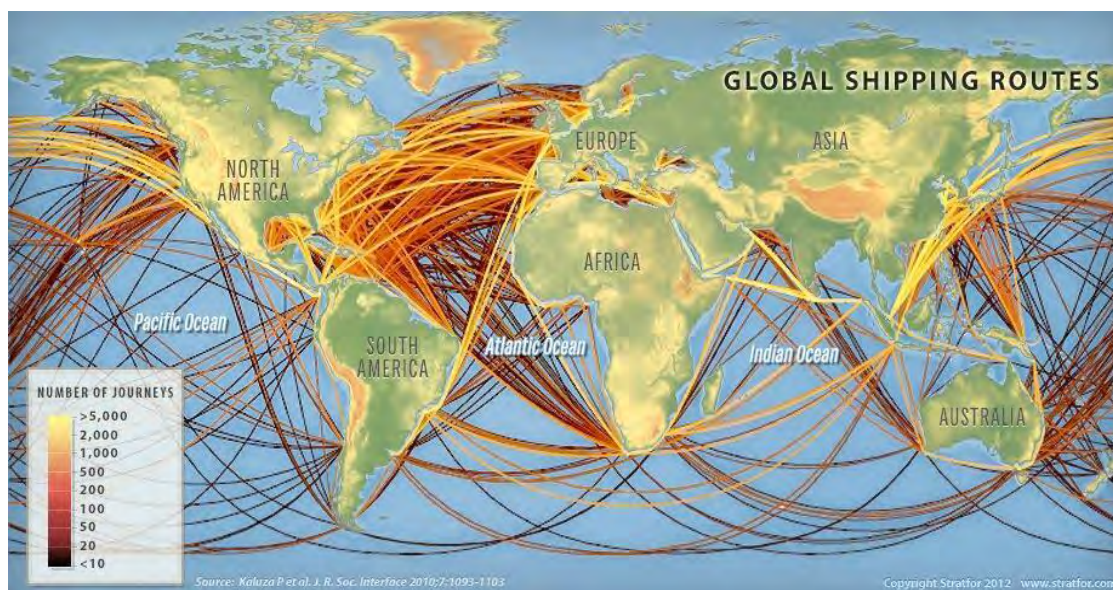 GLOBAL SHIPPING ROUTES
NORTH
AMERICA
EUROPE
ASIA
AFRICA
Pacific Ocean
SOUTH
AMERICA
Atlantic Ocean
Indian Ocean
AUSTRALIA
NUMBER OF JOURNEYS
>5,000
2,000
1,000
500
200
100
50
20
<10
Source: Kaluza P et al. J. R. Soc. Interface 2010;7:1093-1103
Copyright Stratfor 2012 www.stratfor.com